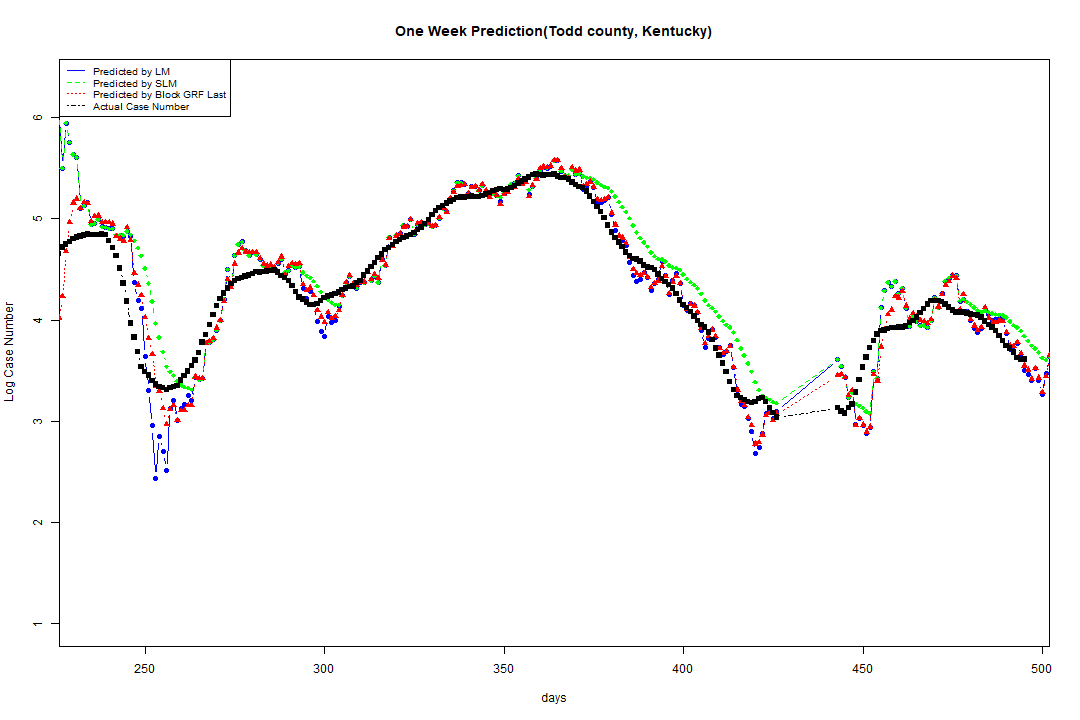 One Week Prediction(Todd county, Kentucky)
Predicted by LM
Predicted by SLM
Predicted by Block GRF Last
Actual Case Number
6
5
4
3
2
1
Log Case Number
250
300
350
400
450
500
days